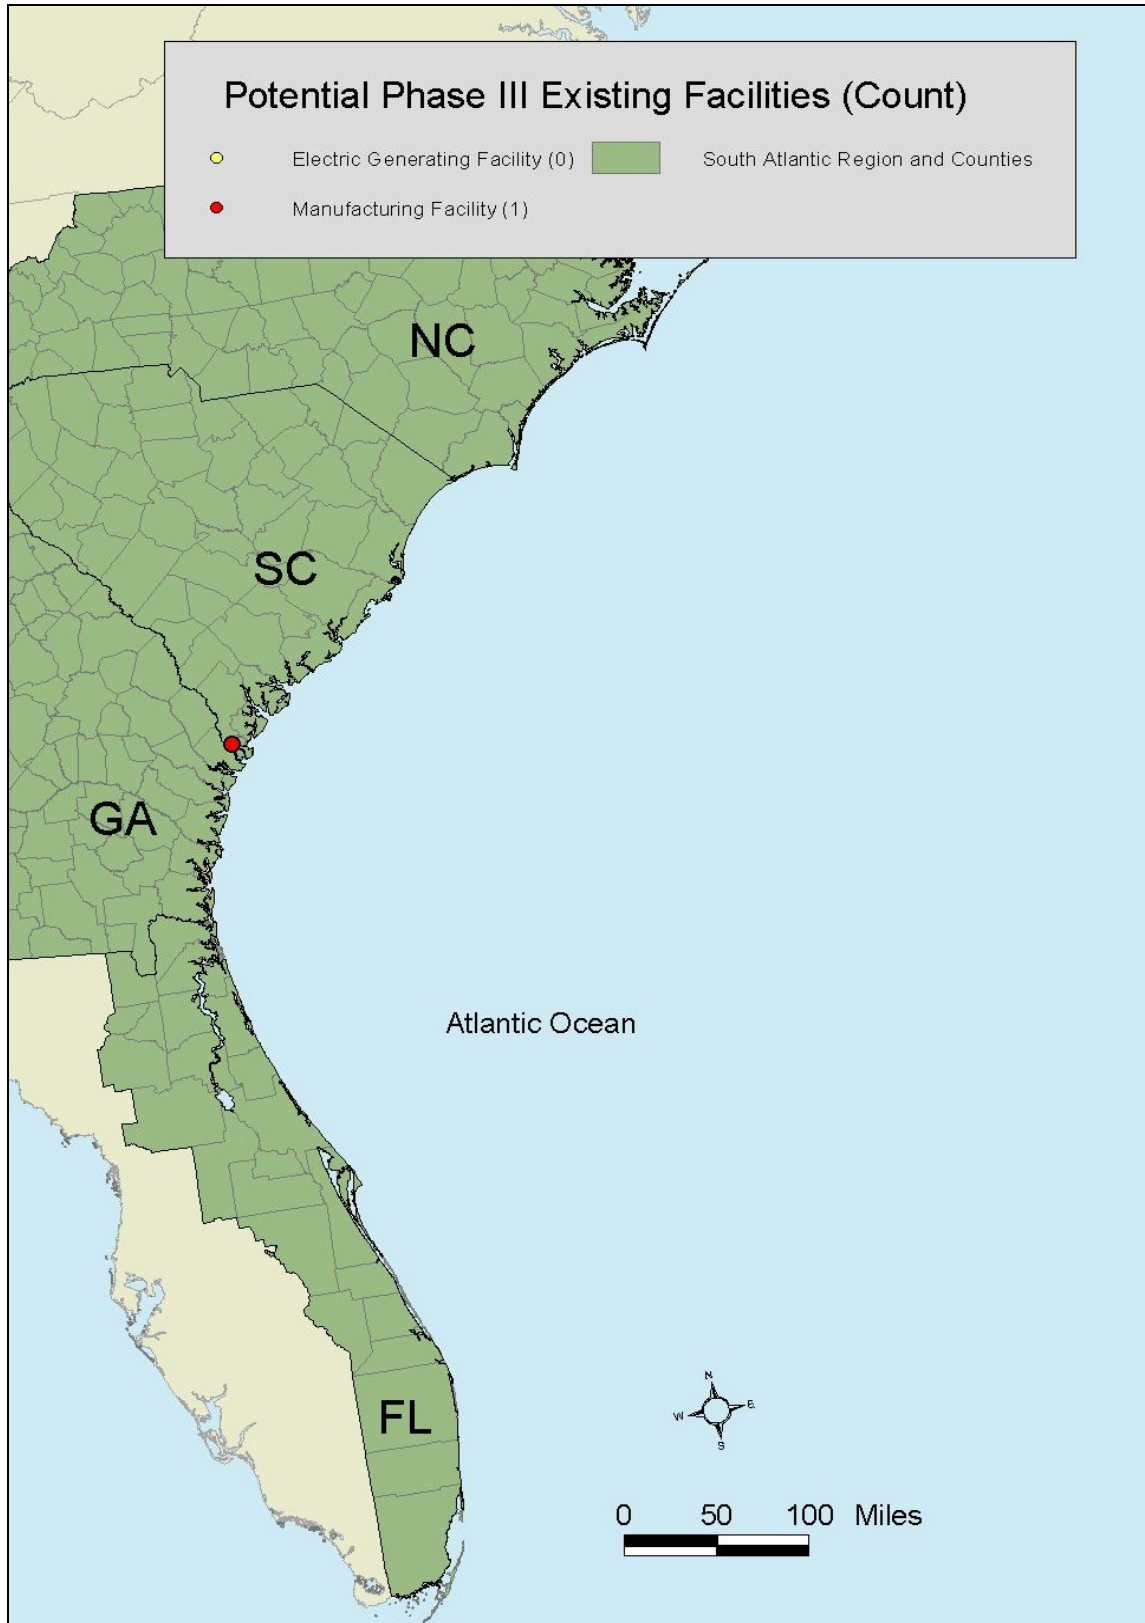 Potential Phase III Existing Facilities (Count)
Electric Generating Facility (0) South Atlantic Region and Counties
Manufacturing Facility (1)
NC
SC
GA
Atlantic Ocean
FL
N
W E
S
0 50 100 Miles